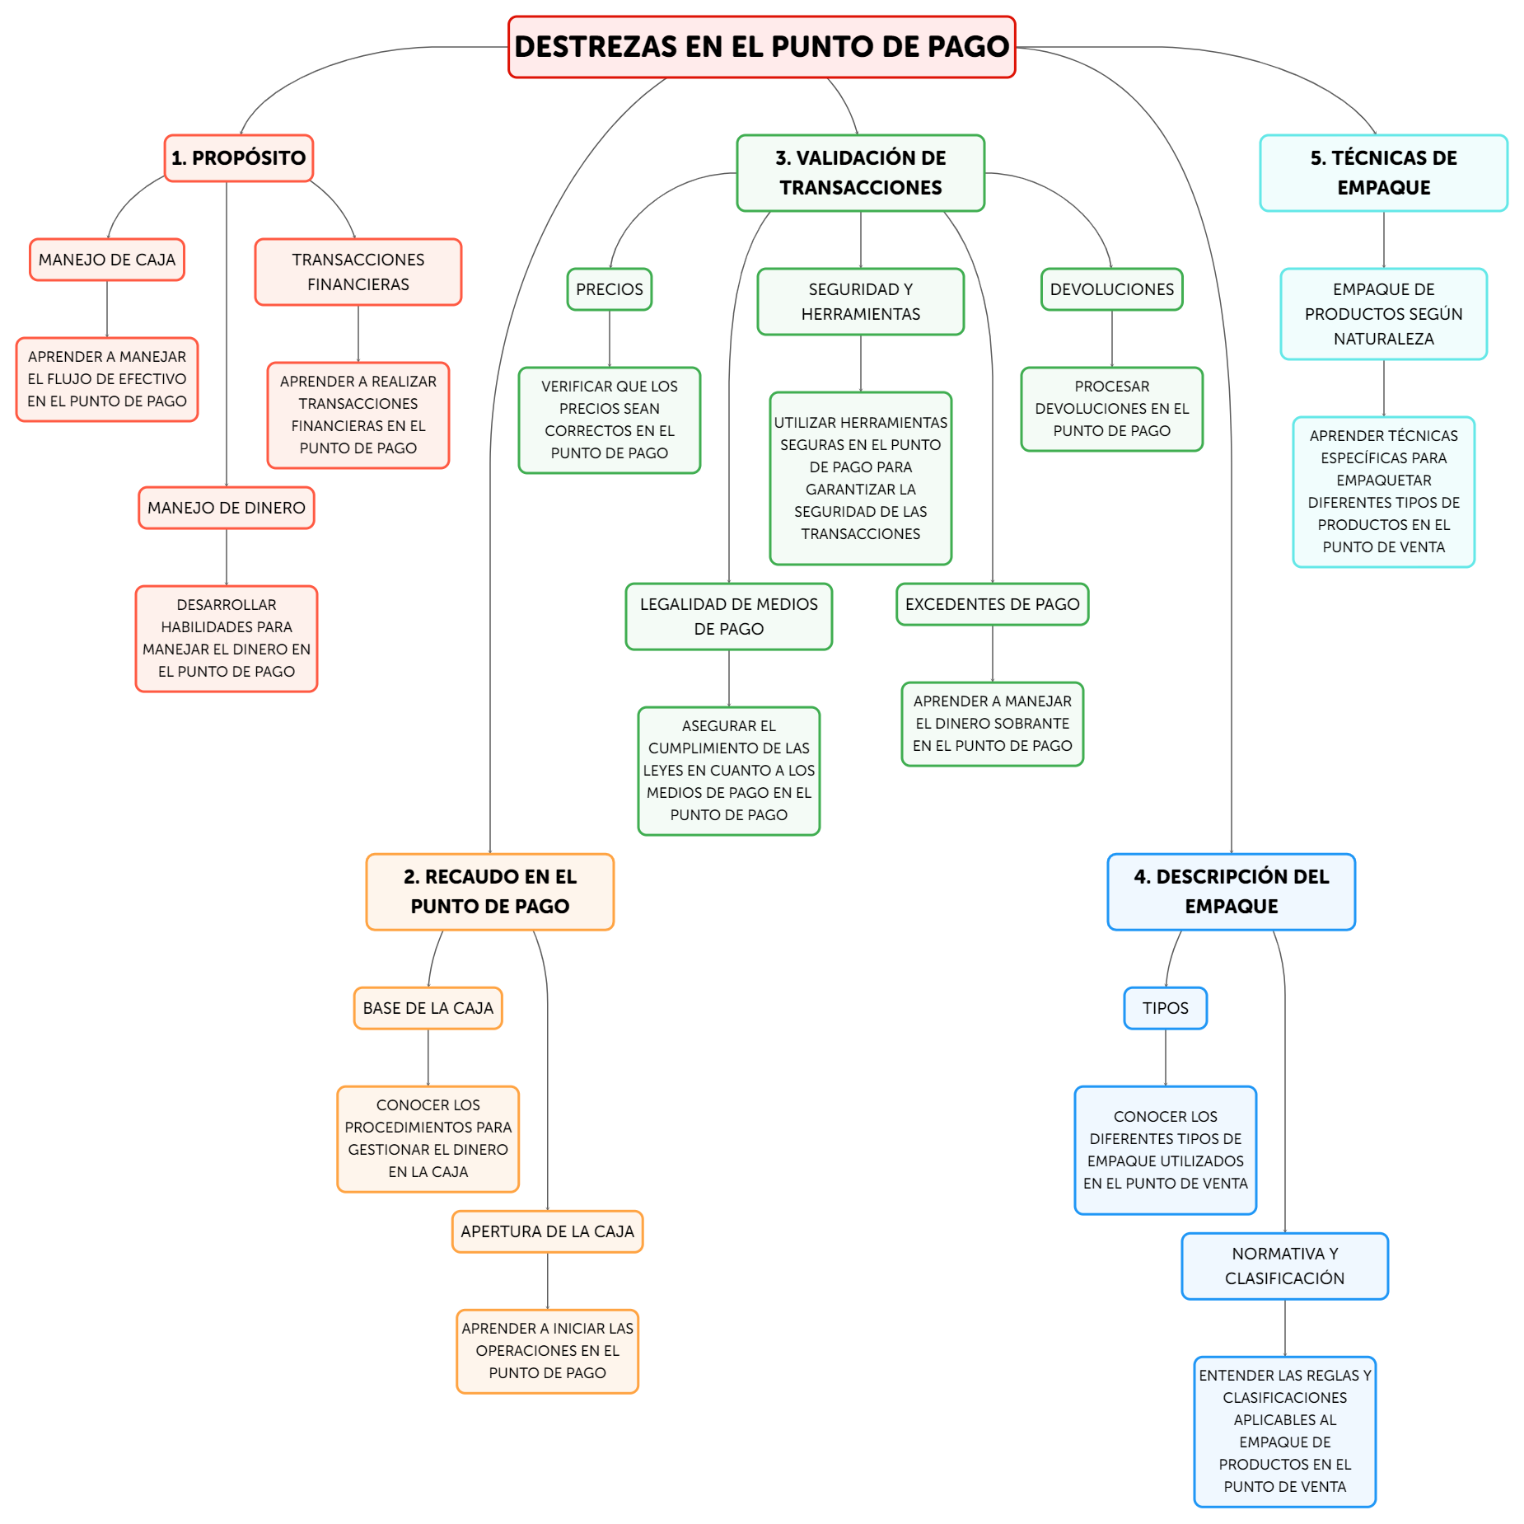 DESTREZAS EN EL PUNTO DE PAGO
1. PROPÓSITO
MANEJO DE CAJA
APRENDER A MANEJAR
EL FLUJO DE EFECTIVO
EN EL PUNTO DE PAGO
TRANSACCIONES
FINANCIERAS
APRENDER A REALIZAR
TRANSACCIONES
FINANCIERAS EN EL
PUNTO DE PAGO
MANEJO DE DINERO
DESARROLLAR
HABILIDADES PARA
MANEJAR EL DINERO EN
EL PUNTO DE PAGO
2. RECAUDO EN EL
PUNTO DE PAGO
BASE DE LA CAJA
CONOCER LOS
PROCEDIMIENTOS PARA
GESTIONAR EL DINERO
EN LA CAJA
APERTURA DE LA CAJA
APRENDER A INICIAR LAS
OPERACIONES EN EL
PUNTO DE PAGO
3. VALIDACIÓN DE
TRANSACCIONES
PRECIOS
VERIFICAR QUE LOS
PRECIOS SEAN
CORRECTOS EN EL
PUNTO DE PAGO
SEGURIDAD Y
HERRAMIENTAS
UTILIZAR HERRAMIENTAS
SEGURAS EN EL PUNTO
DE PAGO PARA
GARANTIZAR LA
SEGURIDAD DE LAS
TRANSACCIONES
DEVOLUCIONES
PROCESAR
DEVOLUCIONES EN EL
PUNTO DE PAGO
LEGALIDAD DE MEDIOS
DE PAGO
ASEGURAR EL
CUMPLIMIENTO DE LAS
LEYES EN CUANTO A LOS
MEDIOS DE PAGO EN EL
PUNTO DE PAGO
EXCEDENTES DE PAGO
APRENDER A MANEJAR
EL DINERO SOBRANTE
EN EL PUNTO DE PAGO
4. DESCRIPCIÓN DEL
EMPAQUE
TIPOS
CONOCER LOS
DIFERENTES TIPOS DE
EMPAQUE UTILIZADOS
EN EL PUNTO DE VENTA
NORMATIVA Y
CLASIFICACIÓN
ENTENDER LAS REGLAS Y
CLASIFICACIONES
APLICABLES AL
EMPAQUE DE
PRODUCTOS EN EL
PUNTO DE VENTA
5. TÉCNICAS DE
EMPAQUE
EMPAQUE DE
PRODUCTOS SEGÚN
NATURALEZA
APRENDER TÉCNICAS
ESPECÍFICAS PARA
EMPAQUETAR
DIFERENTES TIPOS DE
PRODUCTOS EN EL
PUNTO DE VENTA